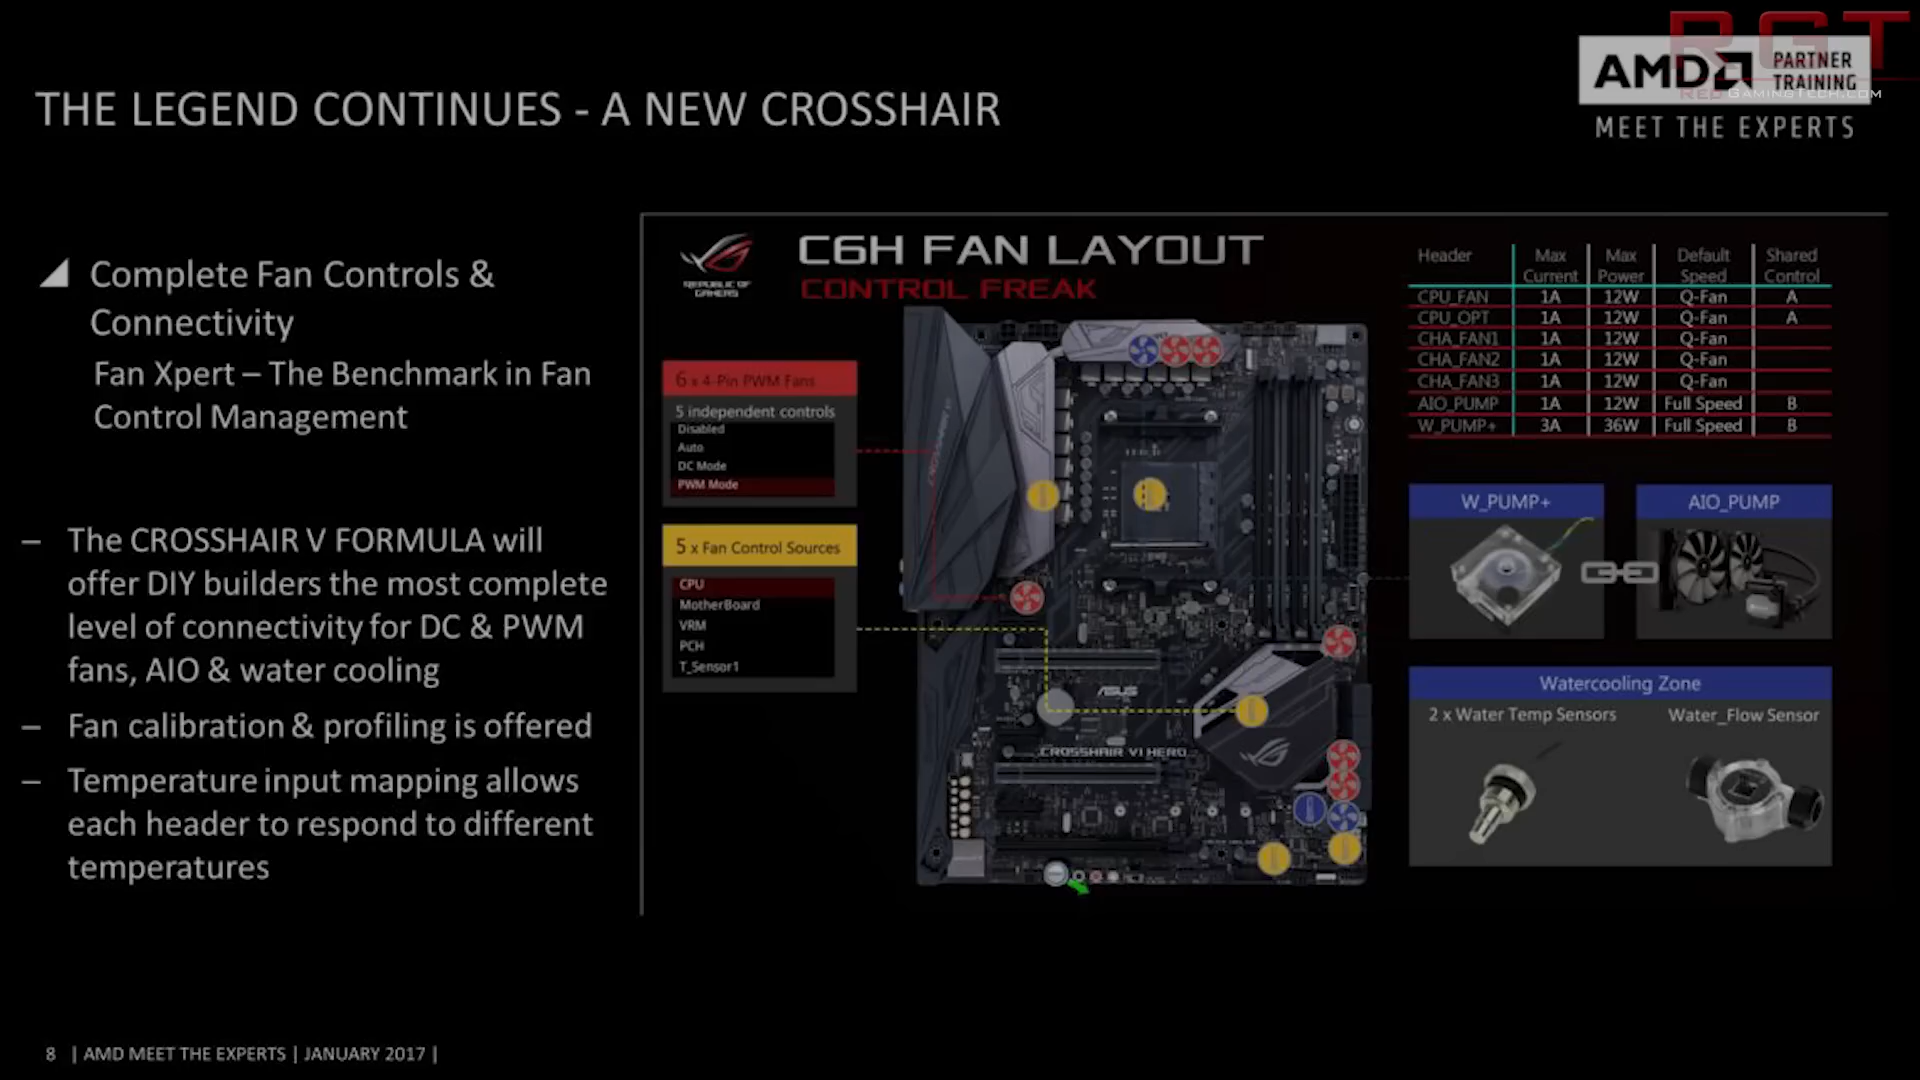 RGT
AMD PARTNER
TRAINING
RED GAMINGTECH.COM
MEET THE EXPERTS
THE LEGEND CONTINUES - A NEW CROSSHAIR
Complete Fan Controls &
Connectivity
Fan Xpert – The Benchmark in Fan
Control Management
– The CROSSHAIR V FORMULA will
offer DIY builders the most complete
level of connectivity for DC & PWM
fans, AIO & water cooling
– Fan calibration & profiling is offered
– Temperature input mapping allows
each header to respond to different
temperatures
REPUBLIC OF
GAMERS
C6H FAN LAYOUT
CONTROL FREAK
6 x 4-Pin PWM Fans
5 independent controls
Disabled
Auto
DC Mode
PWM Mode
5 x Fan Control Sources
CPU
MotherBoard
VRM
PCH
T_Sensor1
ASUS
CROSSHAIR VI HERO
Header Max Current Max Power Default Speed Shared Control
CPU_FAN 1A 12W Q-Fan A
CPU_OPT 1A 12W Q-Fan A
CHA_FAN1 1A 12W Q-Fan
CHA_FAN2 1A 12W Q-Fan
CHA_FAN3 1A 12W Q-Fan
AIO_PUMP 1A 12W Full Speed B
W_PUMP+ 3A 36W Full Speed B
W_PUMP+ AIO_PUMP
Watercooling Zone
2 x Water Temp Sensors Water_Flow Sensor
8 | AMD MEET THE EXPERTS | JANUARY 2017 |